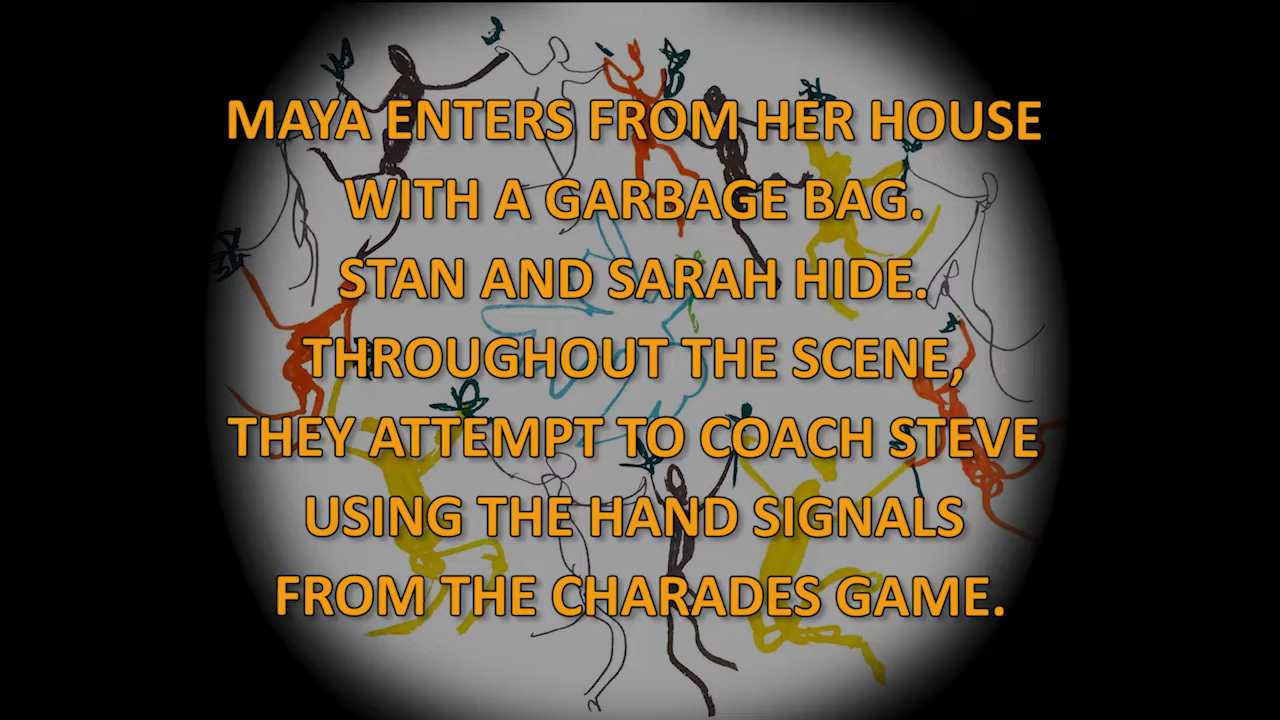 MAYA ENTERS FROM HER HOUSE
WITH A GARBAGE BAG.
STAN AND SARAH HIDE.
THROUGHOUT THE SCENE,
THEY ATTEMPT TO COACH STEVE
USING THE HAND SIGNALS
FROM THE CHARADES GAME.